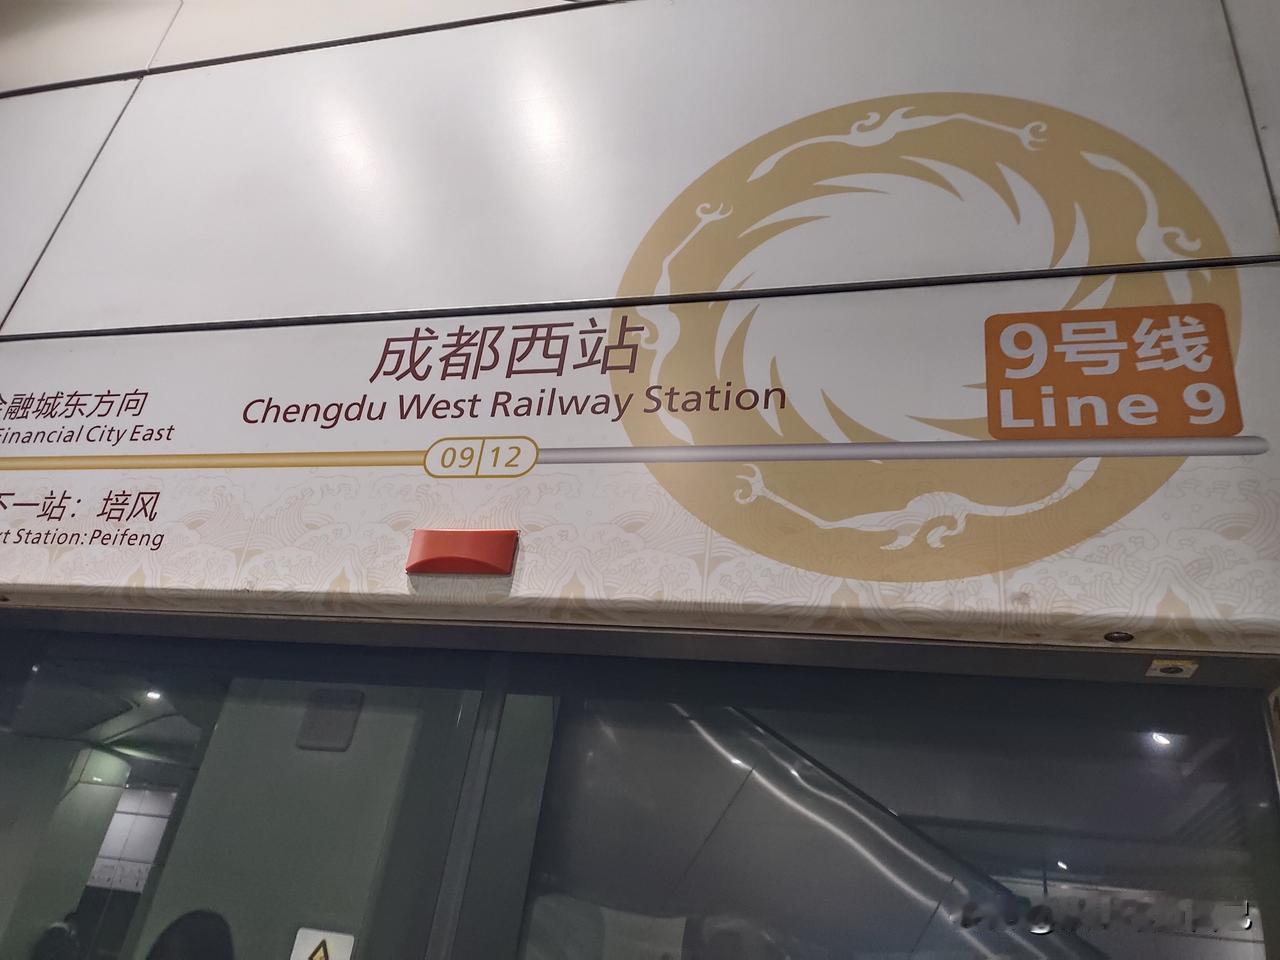 成都西站
Chengdu West Railway Station
9号线
Line 9
融城东方向
Financial City East
09 12
下一站：培风
Station: Peifeng